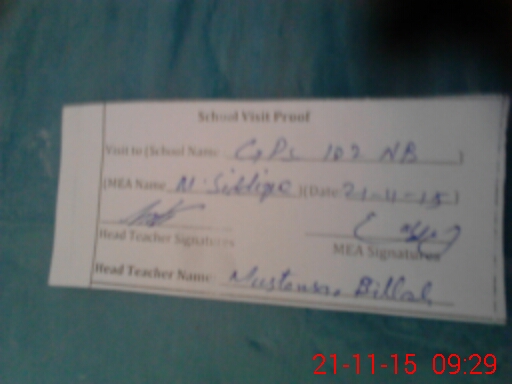 School Visit Proof
Visit to (School Name GPS 102 NB )
(MEA Name M. Siddique )(Date 21-11-15)
Head Teacher Signatures
MEA Signatures
Head Teacher Name Mustansar Billah
21-11-15 09:29